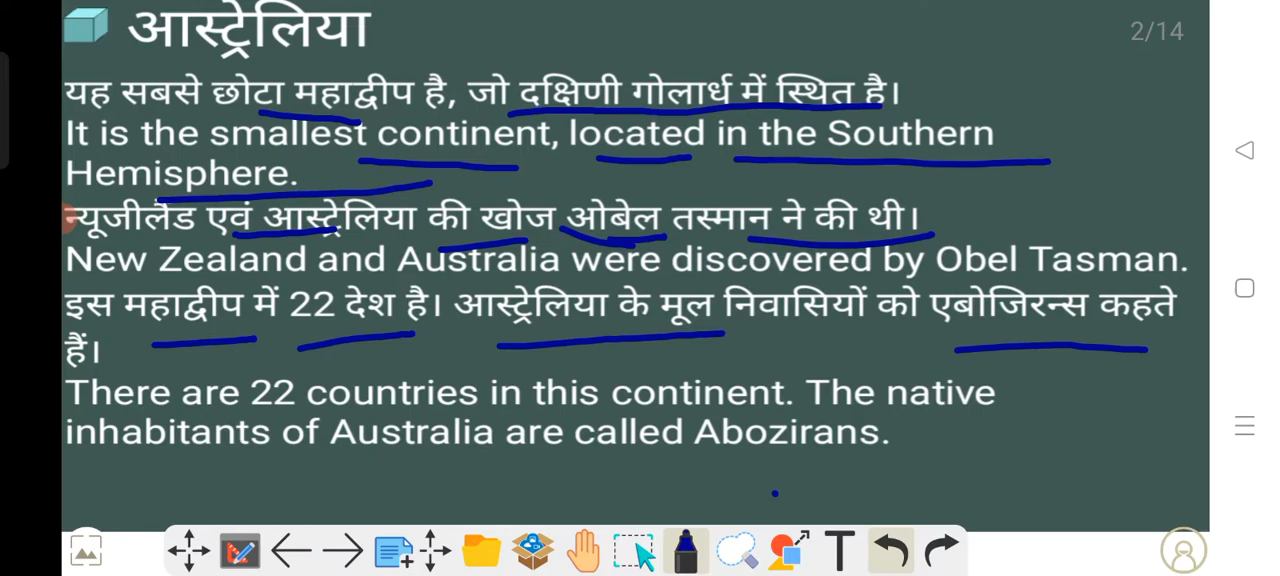 आस्ट्रेलिया
2/14
यह सबसे छोटा महाद्वीप है, जो दक्षिणी गोलार्ध में स्थित है।
It is the smallest continent, located in the Southern
Hemisphere.
न्यूजीलैंड एवं आस्ट्रेलिया की खोज ओबेल तस्मान ने की थी।
New Zealand and Australia were discovered by Obel Tasman.
इस महाद्वीप में 22 देश है। आस्ट्रेलिया के मूल निवासियों को एबोजिरन्स कहते
हैं।
There are 22 countries in this continent. The native
inhabitants of Australia are called Abozirans.
T